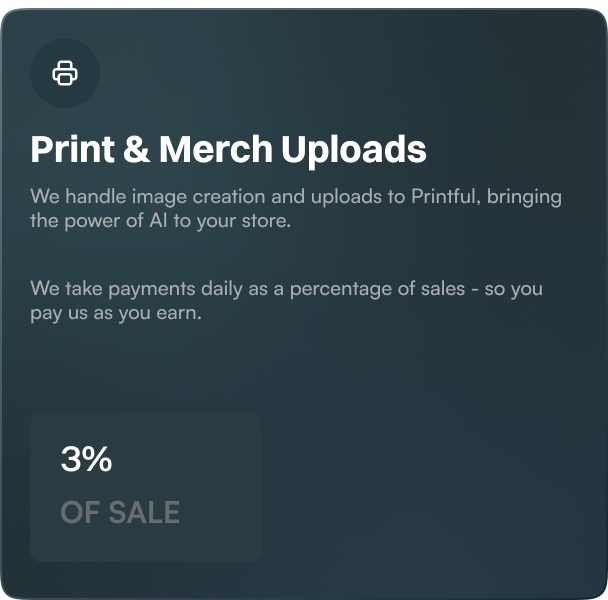 Print & Merch Uploads
We handle image creation and uploads to Printful, bringing
the power of AI to your store.
We take payments daily as a percentage of sales - so you
pay us as you earn.
3%
OF SALE